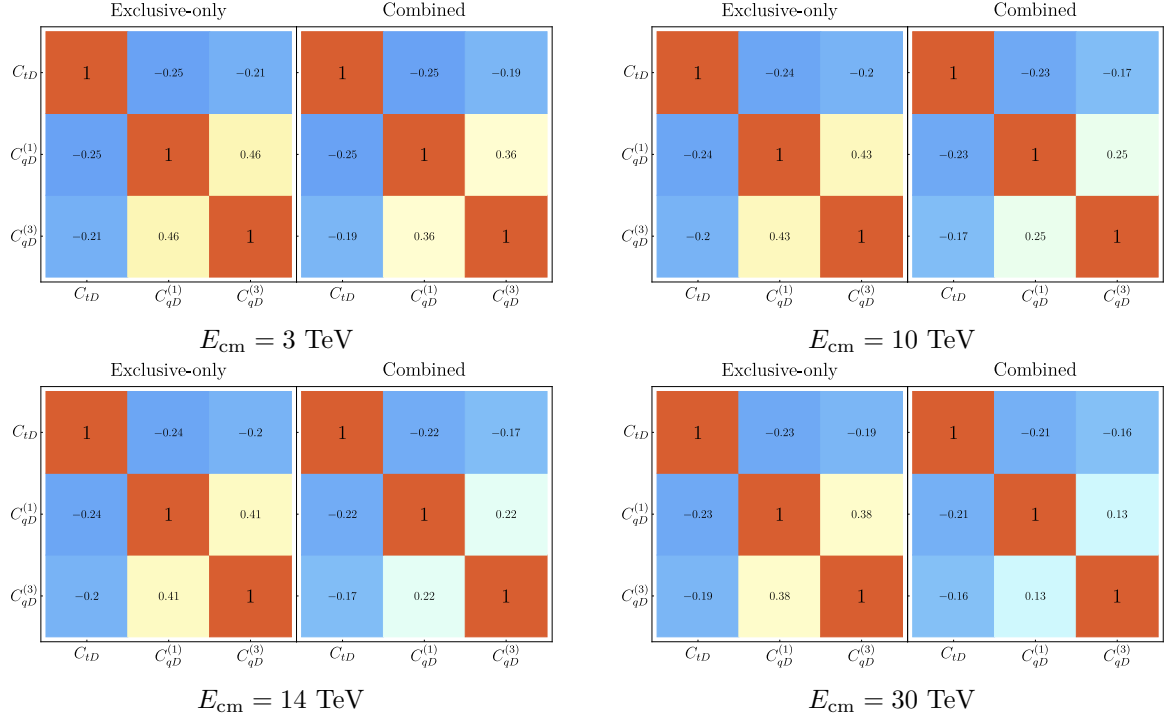 Exclusive-only Combined
C_{tD} 1 −0.25 −0.21 1 −0.25 −0.19
C_{qD}^{(1)} −0.25 1 0.46 −0.25 1 0.36
C_{qD}^{(3)} −0.21 0.46 1 −0.19 0.36 1
C_{tD} C_{qD}^{(1)} C_{qD}^{(3)} C_{tD} C_{qD}^{(1)} C_{qD}^{(3)}
E_{cm} = 3 TeV
Exclusive-only Combined
C_{tD} 1 −0.24 −0.2 1 −0.23 −0.17
C_{qD}^{(1)} −0.24 1 0.43 −0.23 1 0.25
C_{qD}^{(3)} −0.2 0.43 1 −0.17 0.25 1
C_{tD} C_{qD}^{(1)} C_{qD}^{(3)} C_{tD} C_{qD}^{(1)} C_{qD}^{(3)}
E_{cm} = 10 TeV
Exclusive-only Combined
C_{tD} 1 −0.24 −0.2 1 −0.22 −0.17
C_{qD}^{(1)} −0.24 1 0.41 −0.22 1 0.22
C_{qD}^{(3)} −0.2 0.41 1 −0.17 0.22 1
C_{tD} C_{qD}^{(1)} C_{qD}^{(3)} C_{tD} C_{qD}^{(1)} C_{qD}^{(3)}
E_{cm} = 14 TeV
Exclusive-only Combined
C_{tD} 1 −0.23 −0.19 1 −0.21 −0.16
C_{qD}^{(1)} −0.23 1 0.38 −0.21 1 0.13
C_{qD}^{(3)} −0.19 0.38 1 −0.16 0.13 1
C_{tD} C_{qD}^{(1)} C_{qD}^{(3)} C_{tD} C_{qD}^{(1)} C_{qD}^{(3)}
E_{cm} = 30 TeV